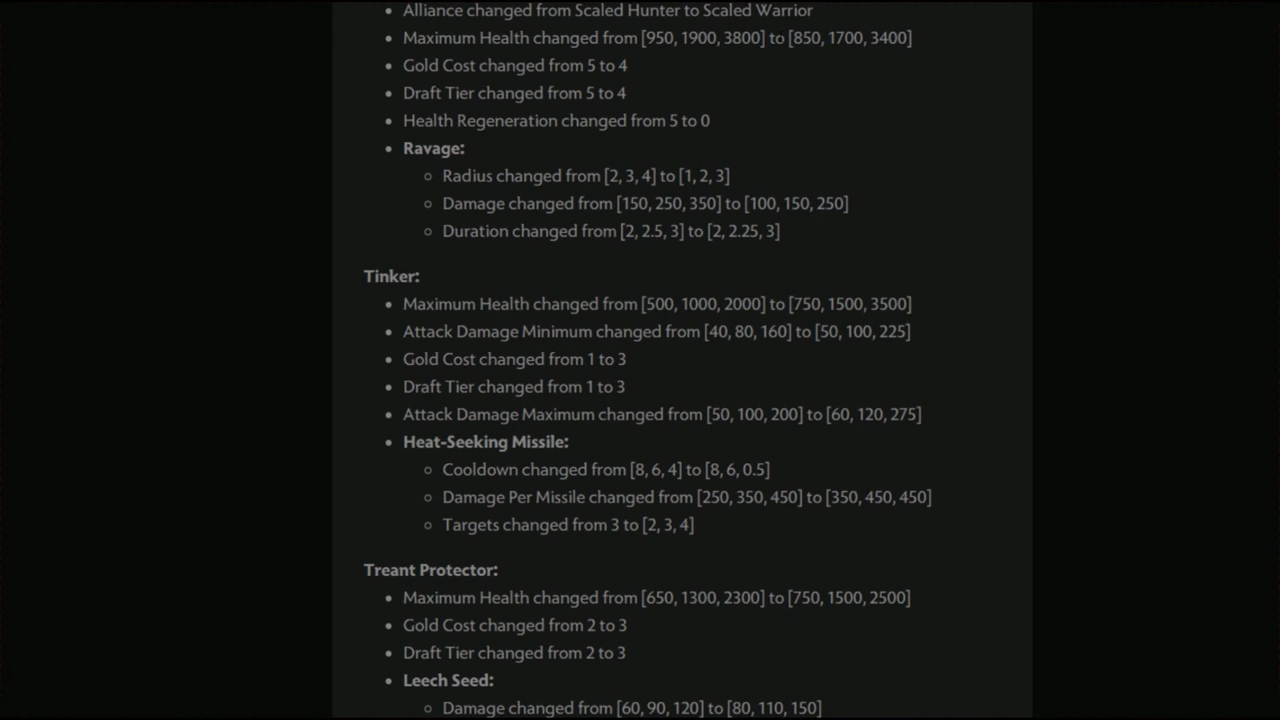 Alliance changed from Scaled Hunter to Scaled Warrior
Maximum Health changed from [950, 1900, 3800] to [850, 1700, 3400]
Gold Cost changed from 5 to 4
Draft Tier changed from 5 to 4
Health Regeneration changed from 5 to 0
Ravage:
Radius changed from [2, 3, 4] to [1, 2, 3]
Damage changed from [150, 250, 350] to [100, 150, 250]
Duration changed from [2, 2.5, 3] to [2, 2.25, 3]
Tinker:
Maximum Health changed from [500, 1000, 2000] to [750, 1500, 3500]
Attack Damage Minimum changed from [40, 80, 160] to [50, 100, 225]
Gold Cost changed from 1 to 3
Draft Tier changed from 1 to 3
Attack Damage Maximum changed from [50, 100, 200] to [60, 120, 275]
Heat-Seeking Missile:
Cooldown changed from [8, 6, 4] to [8, 6, 0.5]
Damage Per Missile changed from [250, 350, 450] to [350, 450, 450]
Targets changed from 3 to [2, 3, 4]
Treant Protector:
Maximum Health changed from [650, 1300, 2300] to [750, 1500, 2500]
Gold Cost changed from 2 to 3
Draft Tier changed from 2 to 3
Leech Seed:
Damage changed from [60, 90, 120] to [80, 110, 150]